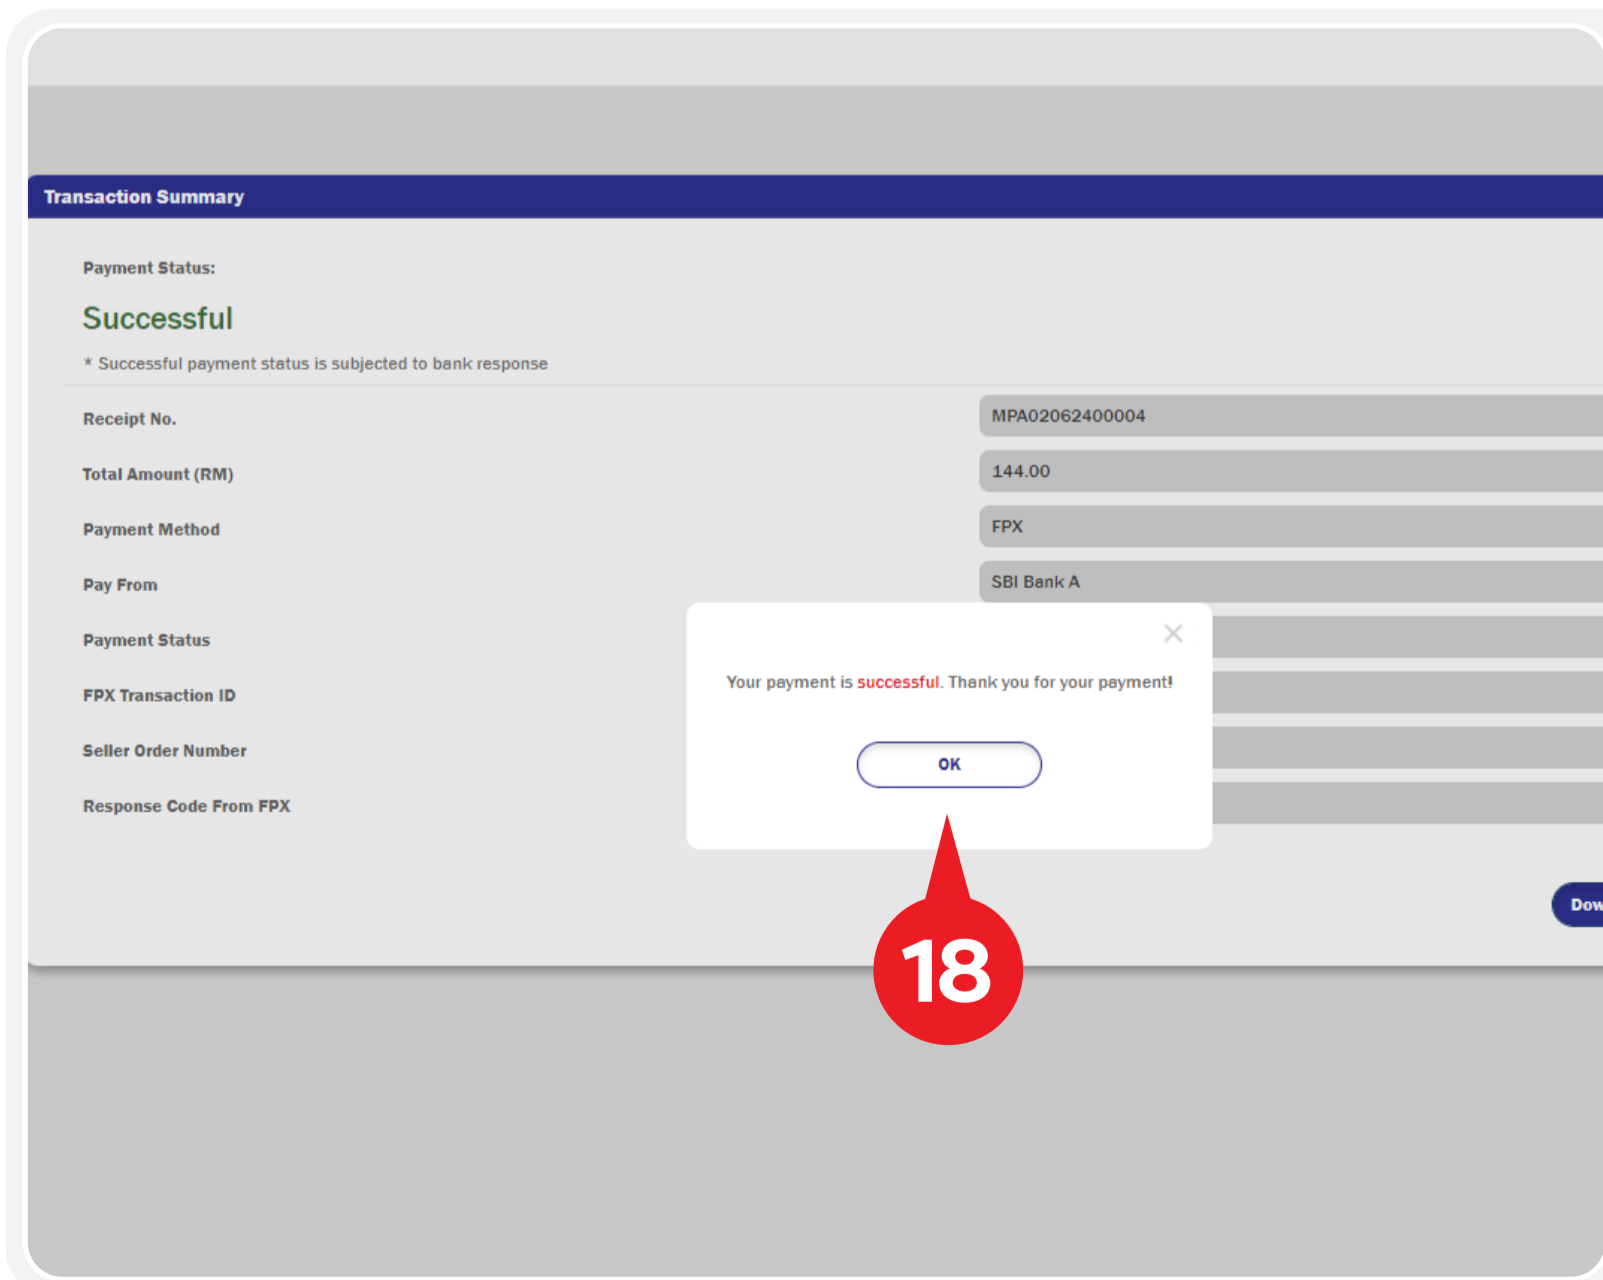 Transaction Summary
Payment Status:
Successful
* Successful payment status is subjected to bank response
Receipt No.
MPA02062400004
Total Amount (RM)
144.00
Payment Method
FPX
Pay From
SBI Bank A
Payment Status
FPX Transaction ID
Seller Order Number
Response Code From FPX
Your payment is successful. Thank you for your payment!
OK
18